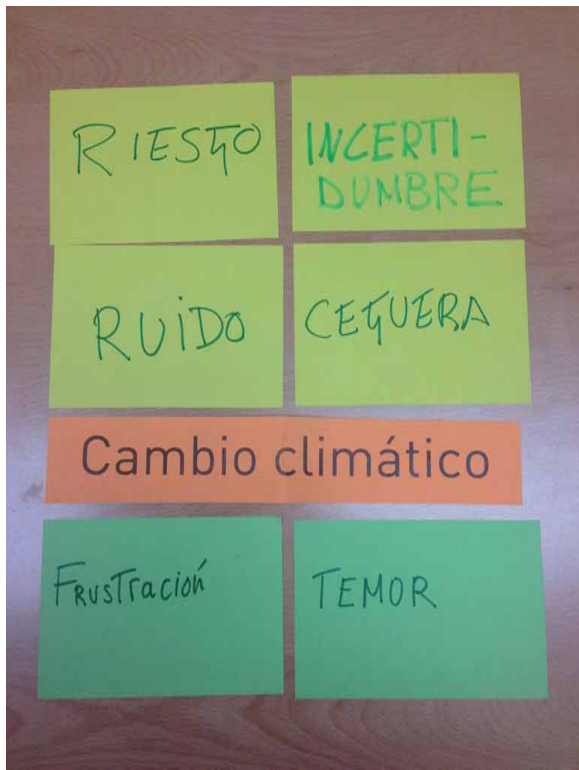 RIESGO
INCERTI-
DUMBRE
RUiDO
CEGUERA
Cambio climático
FrusTración
TEMOR